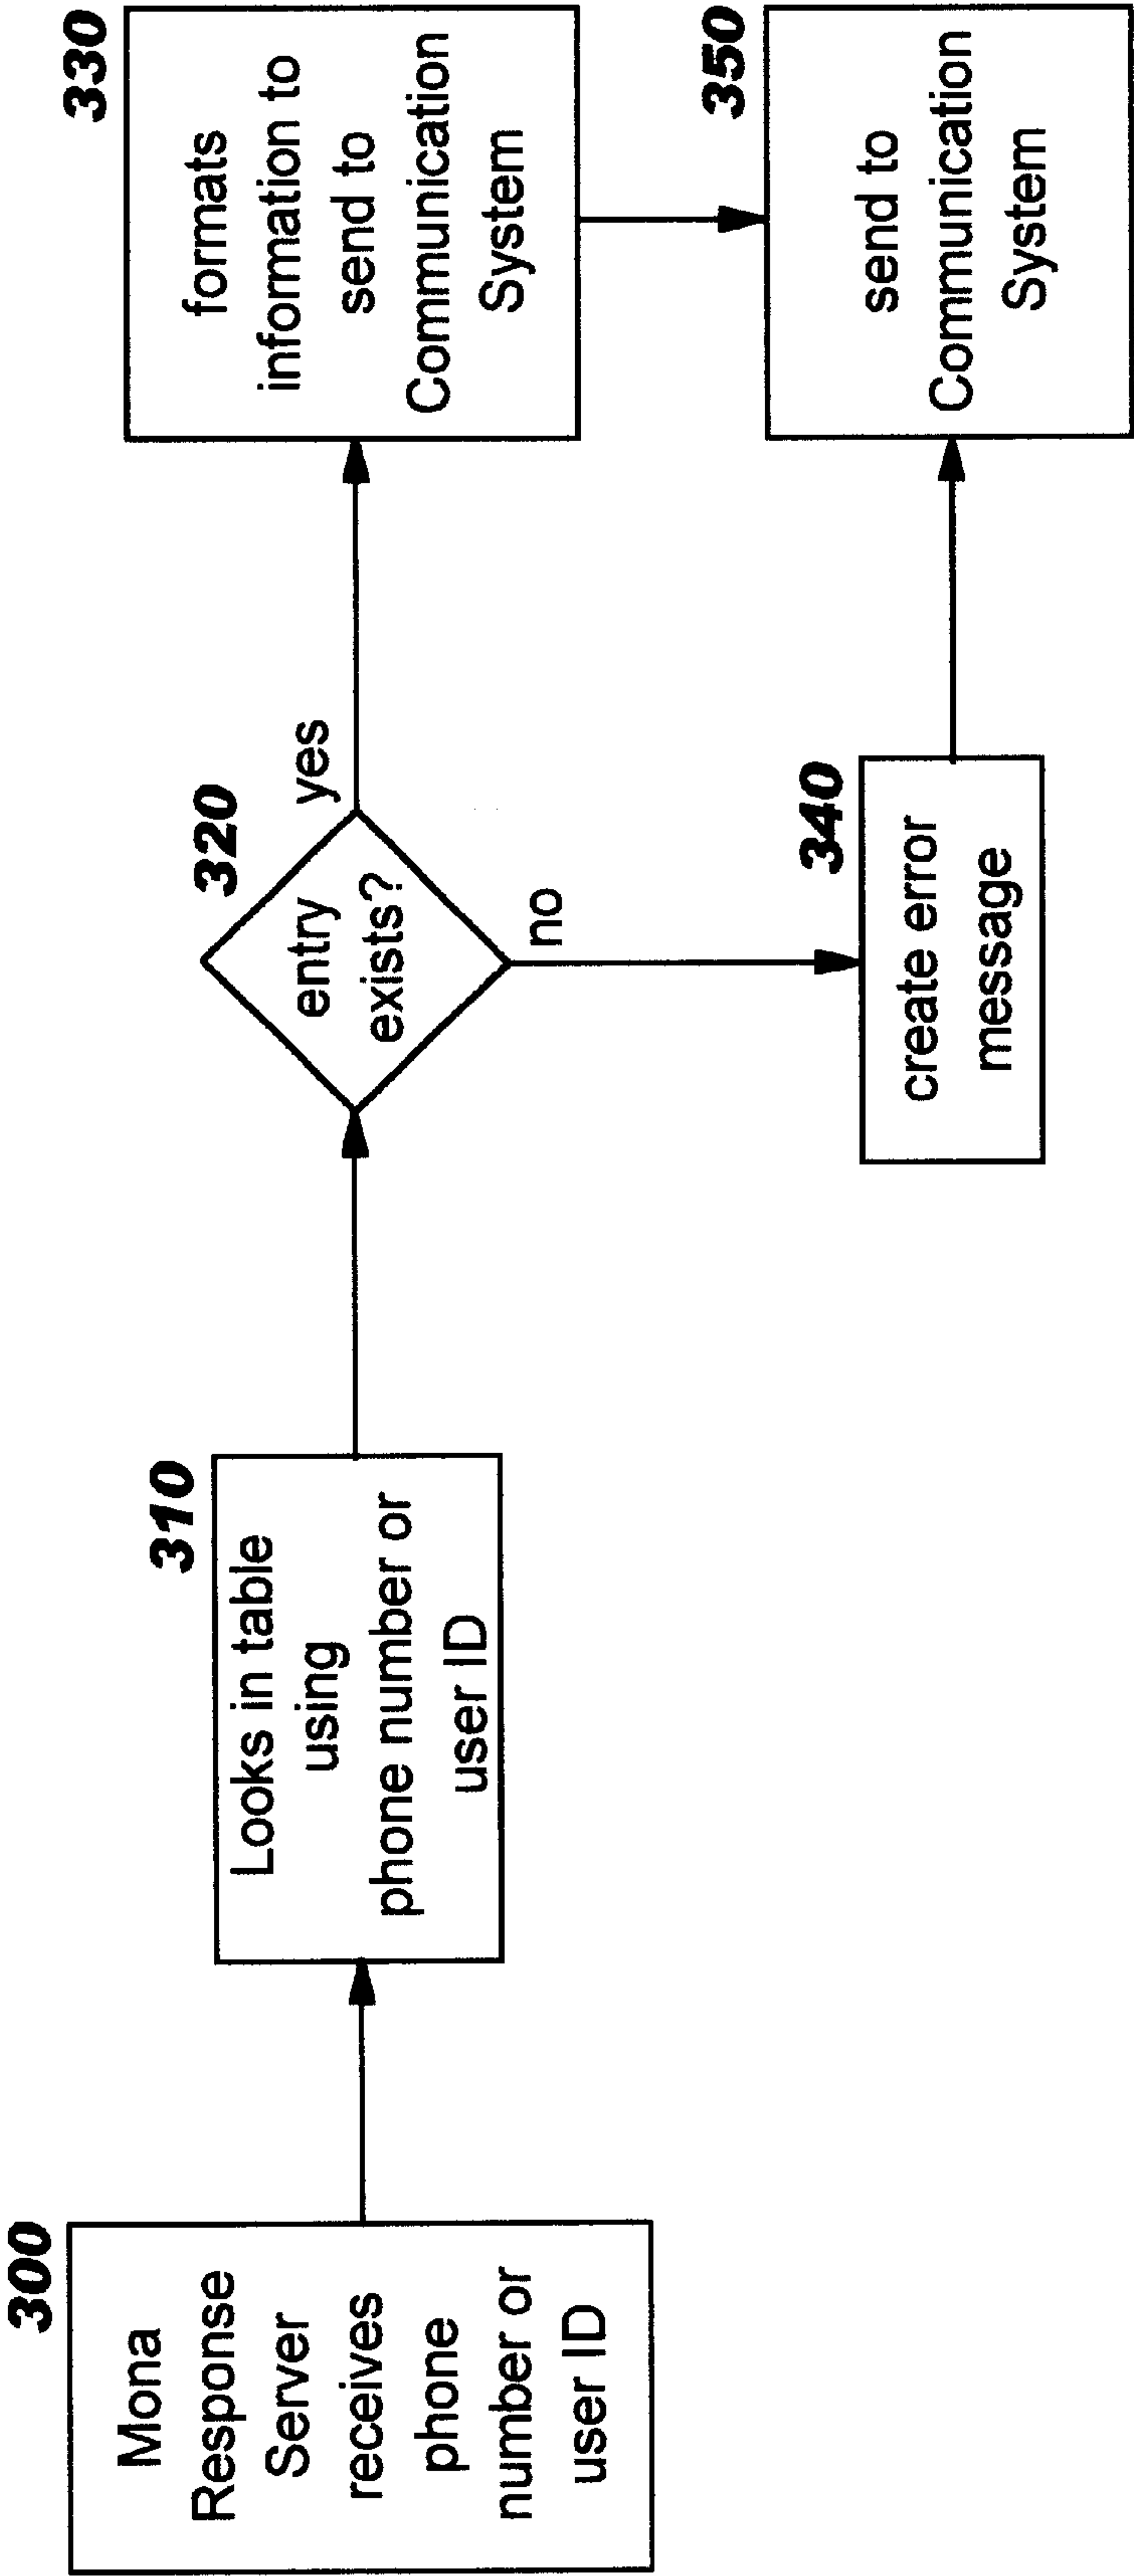 300
Mona
Response
Server
receives
phone
number or
user ID
310
Looks in table
using
phone number or
user ID
320
entry
exists?
yes
no
330
formats
information to
send to
Communication
System
340
create error
message
350
send to
Communication
System